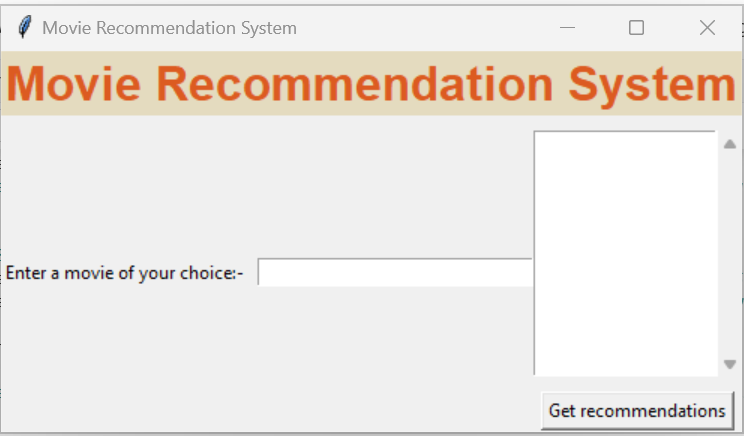 Movie Recommendation System
Movie Recommendation System
Enter a movie of your choice:-
Get recommendations